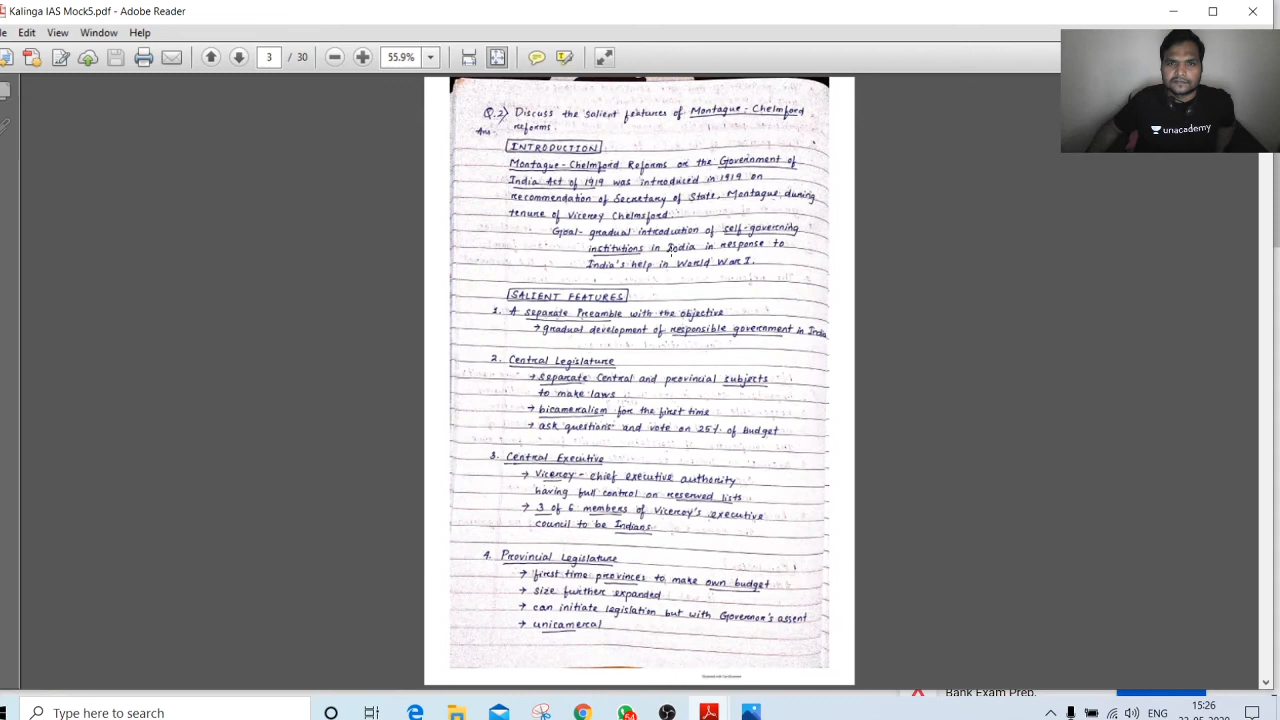 Kalinga IAS Mock5.pdf - Adobe Reader
Edit View Window Help
3 / 30 55.9%
unacademy
Q.2) Discuss the salient features of Montague-Chelmford
Ans. reforms.
INTRODUCTION
Montague-Chelmford Reforms or the Government of
India Act of 1919 was introduced in 1919 on
recommendation of Secretary of State, Montague during
tenure of Viceroy Chelmsford.
Goal- gradual introduction of self-governing
institutions in India in response to
India's help in World War I.
SALIENT FEATURES
1. A separate Preamble with the objective
→ gradual development of responsible government in India
2. Central Legislature
→ separate Central and provincial subjects
to make laws
→ bicameralism for the first time
→ ask questions and vote on 25% of budget
3. Central Executive
→ Viceroy - chief executive authority
having full control on reserved lists
→ 3 of 6 members of Viceroy's executive
council to be Indians.
4. Provincial Legislature
→ first time provinces to make own budget
→ size further expanded
→ can initiate legislation but with Governor's assent
→ unicameral
Bank Exam Prep.
Type here to search
15:26